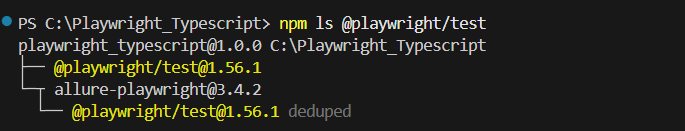 PS C:\Playwright_Typescript> npm ls @playwright/test
playwright_typescript@1.0.0 C:\Playwright_Typescript
├── @playwright/test@1.56.1
└─┬ allure-playwright@3.4.2
  └── @playwright/test@1.56.1 deduped